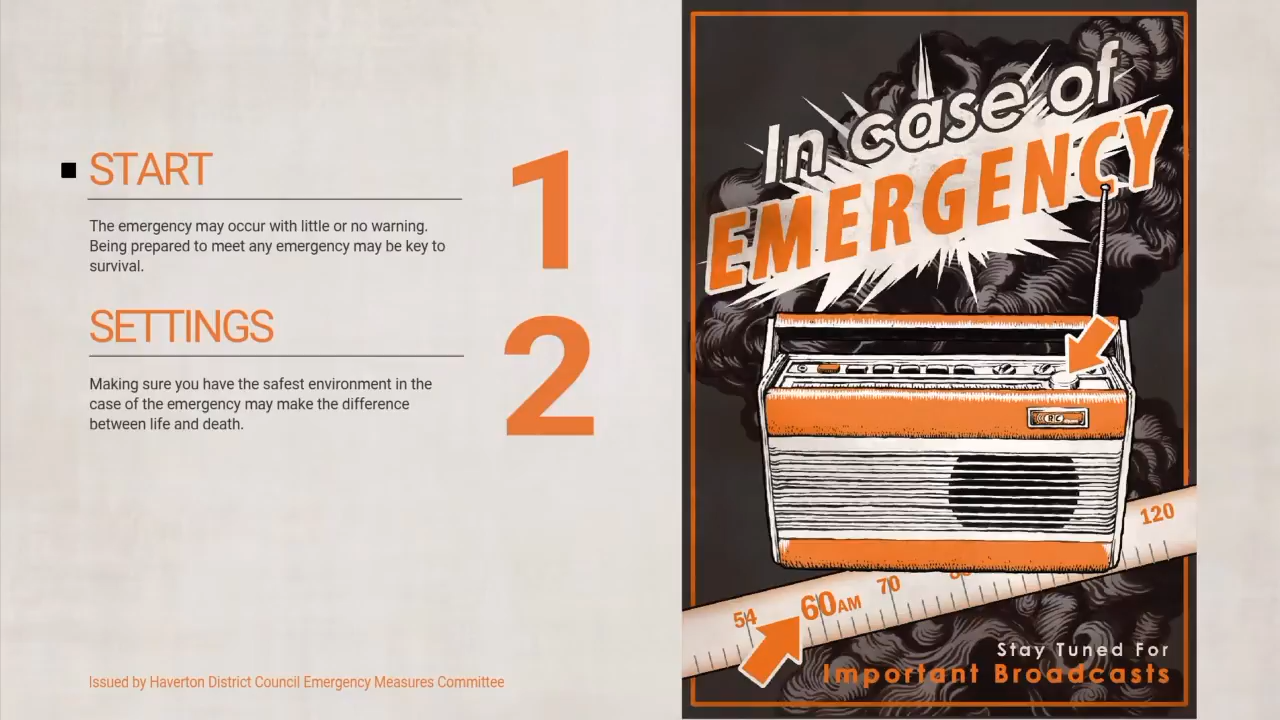 START
1
The emergency may occur with little or no warning.
Being prepared to meet any emergency may be key to
survival.
SETTINGS
2
Making sure you have the safest environment in the
case of the emergency may make the difference
between life and death.
Issued by Haverton District Council Emergency Measures Committee
In case of
EMERGENCY
120
54
60AM
70
Stay Tuned For
Important Broadcasts